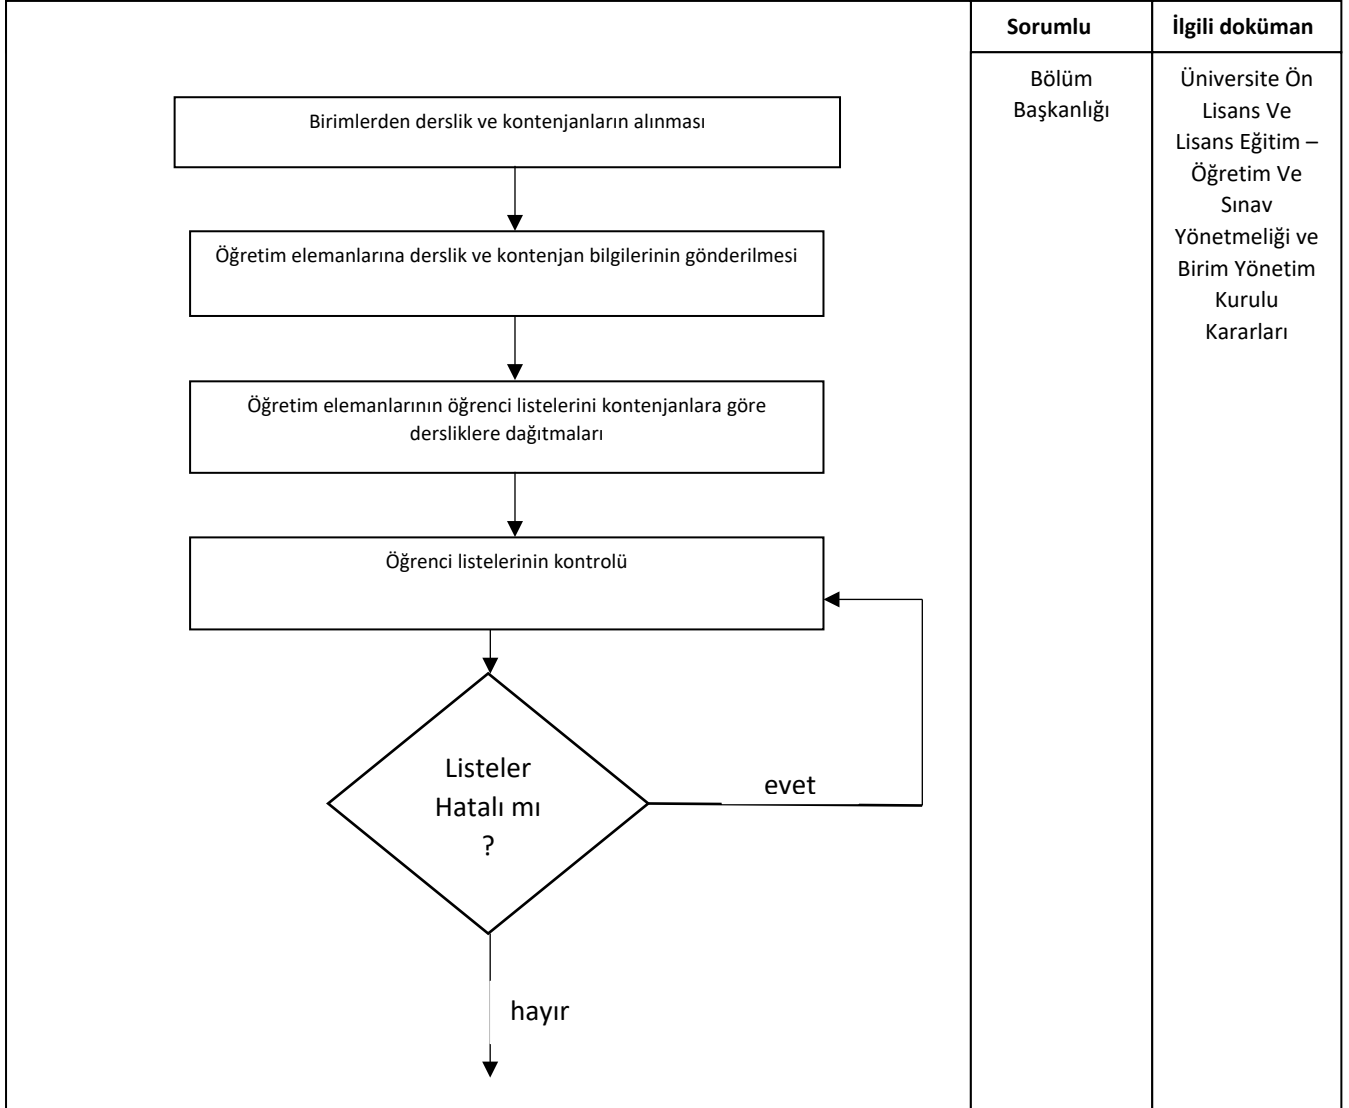 Sorumlu
İlgili doküman
Birimlerden derslik ve kontenjanların alınması
Öğretim elemanlarına derslik ve kontenjan bilgilerinin gönderilmesi
Öğretim elemanlarının öğrenci listelerini kontenjanlara göre
dersliklere dağıtmaları
Öğrenci listelerinin kontrolü
Listeler
Hatalı mı
?
evet
hayır
Bölüm
Başkanlığı
Üniversite Ön
Lisans Ve
Lisans Eğitim –
Öğretim Ve
Sınav
Yönetmeliği ve
Birim Yönetim
Kurulu
Kararları